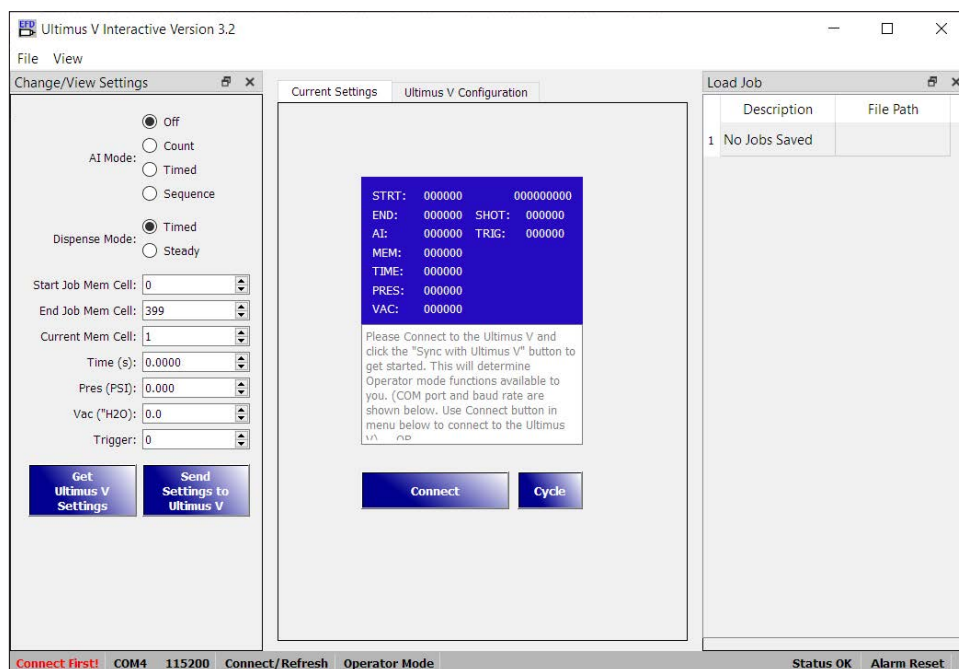 EFD Ultimus V Interactive Version 3.2
File View
Change/View Settings
AI Mode:
Off
Count
Timed
Sequence
Dispense Mode:
Timed
Steady
Start Job Mem Cell: 0
End Job Mem Cell: 399
Current Mem Cell: 1
Time (s): 0.0000
Pres (PSI): 0.000
Vac ("H2O): 0.0
Trigger: 0
Get
Ultimus V
Settings
Send
Settings to
Ultimus V
Current Settings Ultimus V Configuration
STRT: 000000 000000000
END: 000000 SHOT: 000000
AI: 000000 TRIG: 000000
MEM: 000000
TIME: 000000
PRES: 000000
VAC: 000000
Please Connect to the Ultimus V and
click the "Sync with Ultimus V" button to
get started. This will determine
Operator mode functions available to
you. (COM port and baud rate are
shown below. Use Connect button in
menu below to connect to the Ultimus
V) OR
Connect Cycle
Load Job
Description File Path
1 No Jobs Saved
Connect First! COM4 115200 Connect/Refresh Operator Mode Status OK Alarm Reset